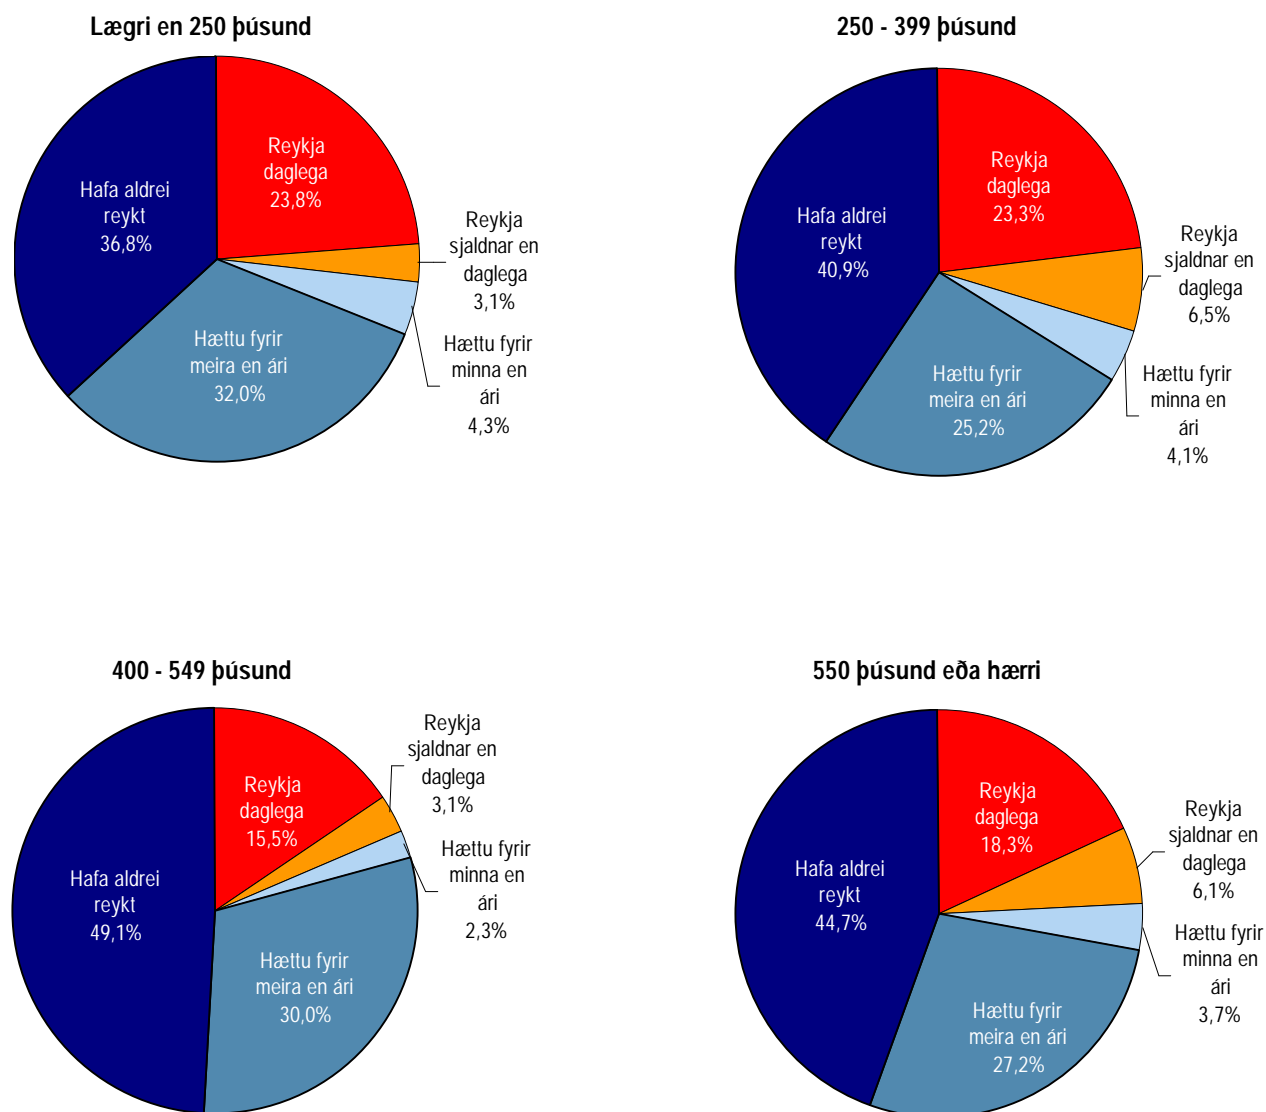 Lægri en 250 þúsund
Reykja
daglega
23,8%
Reykja
sjaldnar en
daglega
3,1%
Hættu fyrir
minna en
ári
4,3%
Hættu fyrir
meira en ári
32,0%
Hafa aldrei
reykt
36,8%
250 - 399 þúsund
Reykja
daglega
23,3%
Reykja
sjaldnar en
daglega
6,5%
Hættu fyrir
minna en
ári
4,1%
Hættu fyrir
meira en ári
25,2%
Hafa aldrei
reykt
40,9%
400 - 549 þúsund
Reykja
daglega
15,5%
Reykja
sjaldnar en
daglega
3,1%
Hættu fyrir
minna en
ári
2,3%
Hættu fyrir
meira en ári
30,0%
Hafa aldrei
reykt
49,1%
550 þúsund eða hærri
Reykja
daglega
18,3%
Reykja
sjaldnar en
daglega
6,1%
Hættu fyrir
minna en
ári
3,7%
Hættu fyrir
meira en ári
27,2%
Hafa aldrei
reykt
44,7%